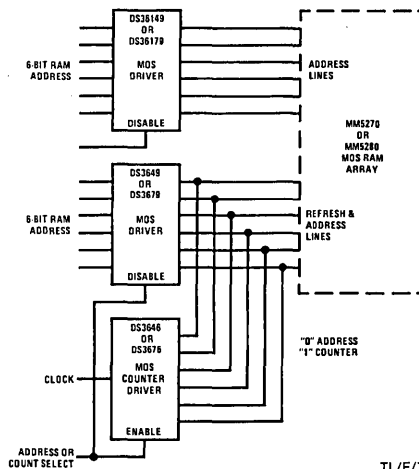 DS36149
OR
DS36179
MOS
DRIVER
DISABLE
6-BIT RAM
ADDRESS
ADDRESS
LINES
MM5270
OR
MM5280
MOS RAM
ARRAY
DS3649
OR
DS3679
MOS
DRIVER
DISABLE
6-BIT RAM
ADDRESS
REFRESH &
ADDRESS
LINES
DS3646
OR
DS3676
MOS
COUNTER
DRIVER
ENABLE
"0" ADDRESS
"1" COUNTER
CLOCK
ADDRESS OR
COUNT SELECT